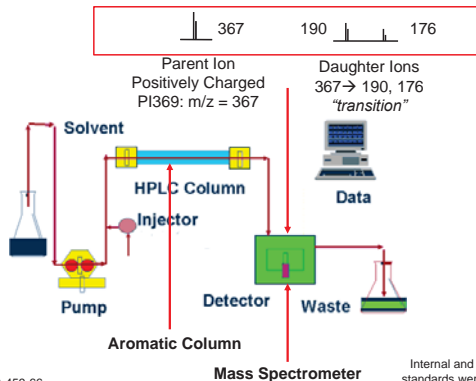 367
190
176
Parent Ion
Positively Charged
PI369: m/z = 367
Daughter Ions
367→ 190, 176
“transition”
Solvent
HPLC Column
Data
Injector
Pump
Detector
Waste
Aromatic Column
Mass Spectrometer
Internal and